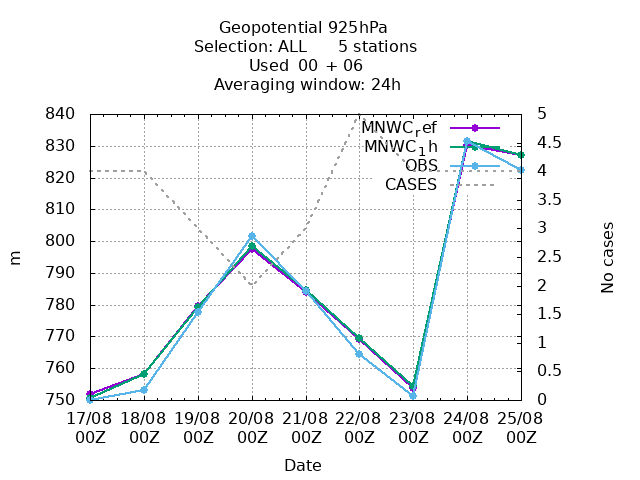 Geopotential 925hPa
Selection: ALL 5 stations
Used 00 + 06
Averaging window: 24h
840
830
820
810
800
790
780
770
760
750
m
5
4.5
4
3.5
3
2.5
2
1.5
1
0.5
0
No cases
MNWCref
MNWC1h
OBS
CASES
17/08 18/08 19/08 20/08 21/08 22/08 23/08 24/08 25/08
00Z 00Z 00Z 00Z 00Z 00Z 00Z 00Z 00Z
Date